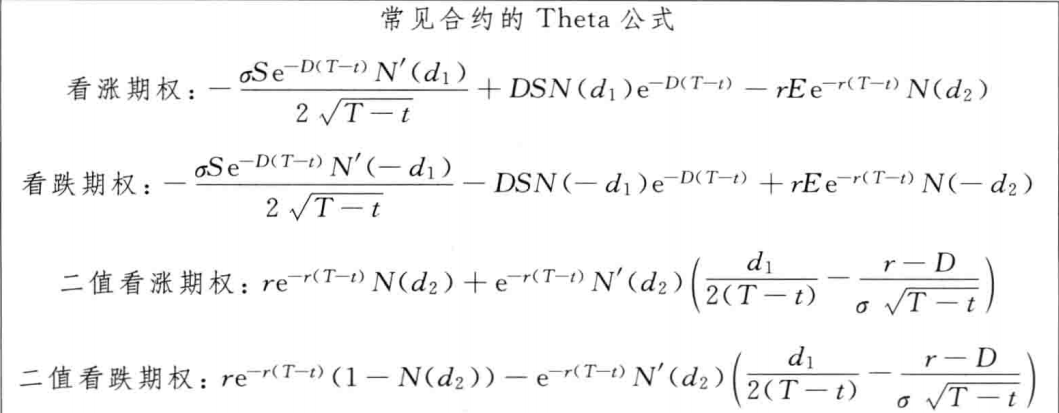 常见合约的 Theta 公式
看涨期权：$-\frac{\sigma S e^{-D(T-t)} N'(d_1)}{2\sqrt{T-t}} + DSN(d_1)e^{-D(T-t)} - rEe^{-r(T-t)}N(d_2)$
看跌期权：$-\frac{\sigma S e^{-D(T-t)} N'(-d_1)}{2\sqrt{T-t}} - DSN(-d_1)e^{-D(T-t)} + rEe^{-r(T-t)}N(-d_2)$
二值看涨期权：$re^{-r(T-t)}N(d_2) + e^{-r(T-t)}N'(d_2)\left(\frac{d_1}{2(T-t)} - \frac{r-D}{\sigma\sqrt{T-t}}\right)$
二值看跌期权：$re^{-r(T-t)}(1-N(d_2)) - e^{-r(T-t)}N'(d_2)\left(\frac{d_1}{2(T-t)} - \frac{r-D}{\sigma\sqrt{T-t}}\right)$